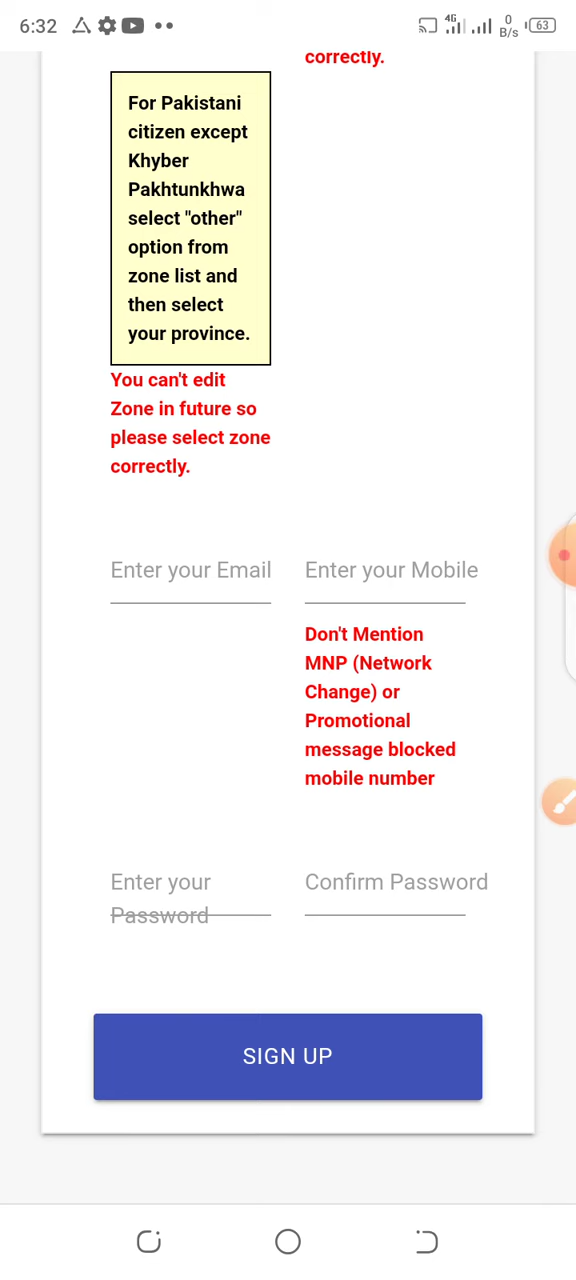 6:32
4G
0
B/s
63
correctly.
For Pakistani
citizen except
Khyber
Pakhtunkhwa
select "other"
option from
zone list and
then select
your province.
You can't edit
Zone in future so
please select zone
correctly.
Enter your Email
Enter your Mobile
Don't Mention
MNP (Network
Change) or
Promotional
message blocked
mobile number
Enter your
Password
Confirm Password
SIGN UP